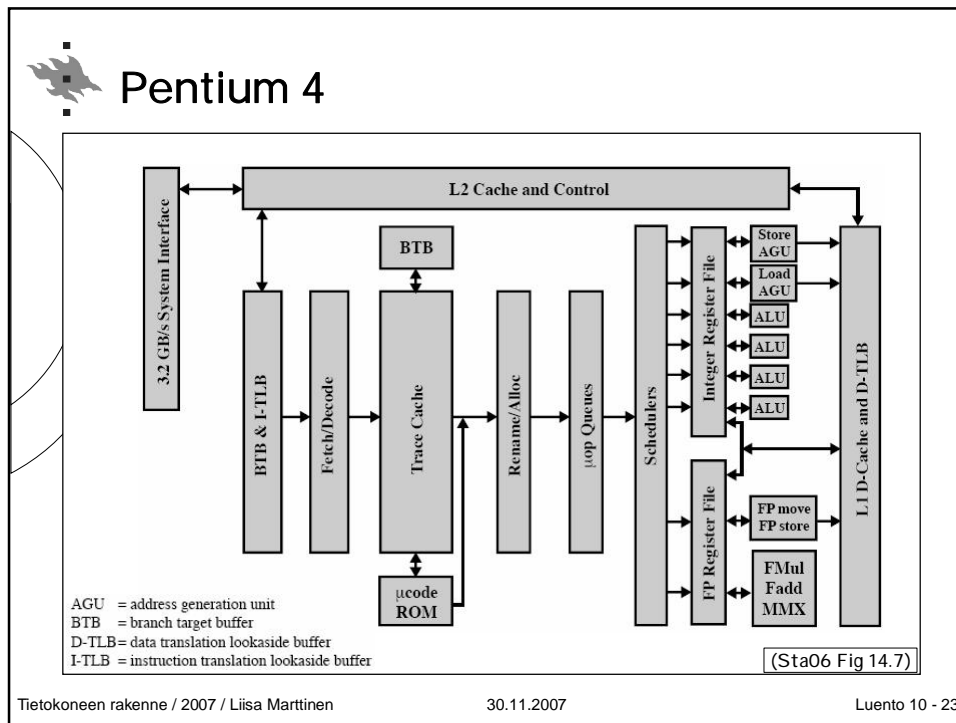 Pentium 4
L2 Cache and Control
3.2 GB/s System Interface
BTB
BTB & I-TLB
Fetch/Decode
Trace Cache
µcode
ROM
Rename/Alloc
µop Queues
Schedulers
Integer Register File
FP Register File
Store
AGU
Load
AGU
ALU
ALU
ALU
ALU
FP move
FP store
FMul
Fadd
MMX
L1 D-Cache and D-TLB
AGU = address generation unit
BTB = branch target buffer
D-TLB= data translation lookaside buffer
I-TLB = instruction translation lookaside buffer
(Sta06 Fig 14.7)
Tietokoneen rakenne / 2007 / Liisa Marttinen 30.11.2007 Luento 10 - 23